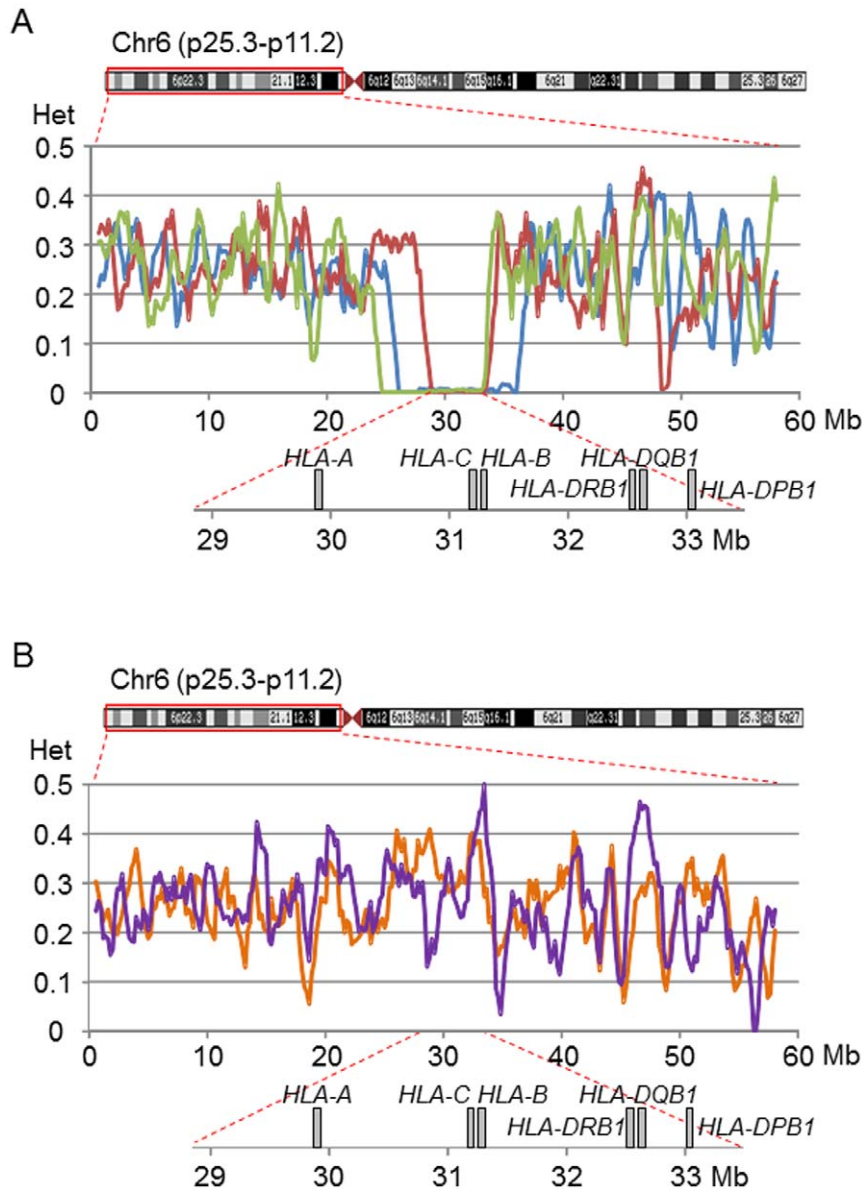 A
Chr6 (p25.3-p11.2)
6p22.3 21.1 12.3 6q12 6q13 6q14.1 6q15 q16.1 6q21 q22.31 25.3 26 6q27
Het
0.5
0.4
0.3
0.2
0.1
0
0 10 20 30 40 50 60 Mb
HLA-A HLA-C HLA-B HLA-DQB1
HLA-DRB1 HLA-DPB1
29 30 31 32 33 Mb
B
Chr6 (p25.3-p11.2)
6p22.3 21.1 12.3 6q12 6q13 6q14.1 6q15 q16.1 6q21 q22.31 25.3 26 6q27
Het
0.5
0.4
0.3
0.2
0.1
0
0 10 20 30 40 50 60 Mb
HLA-A HLA-C HLA-B HLA-DQB1
HLA-DRB1 HLA-DPB1
29 30 31 32 33 Mb